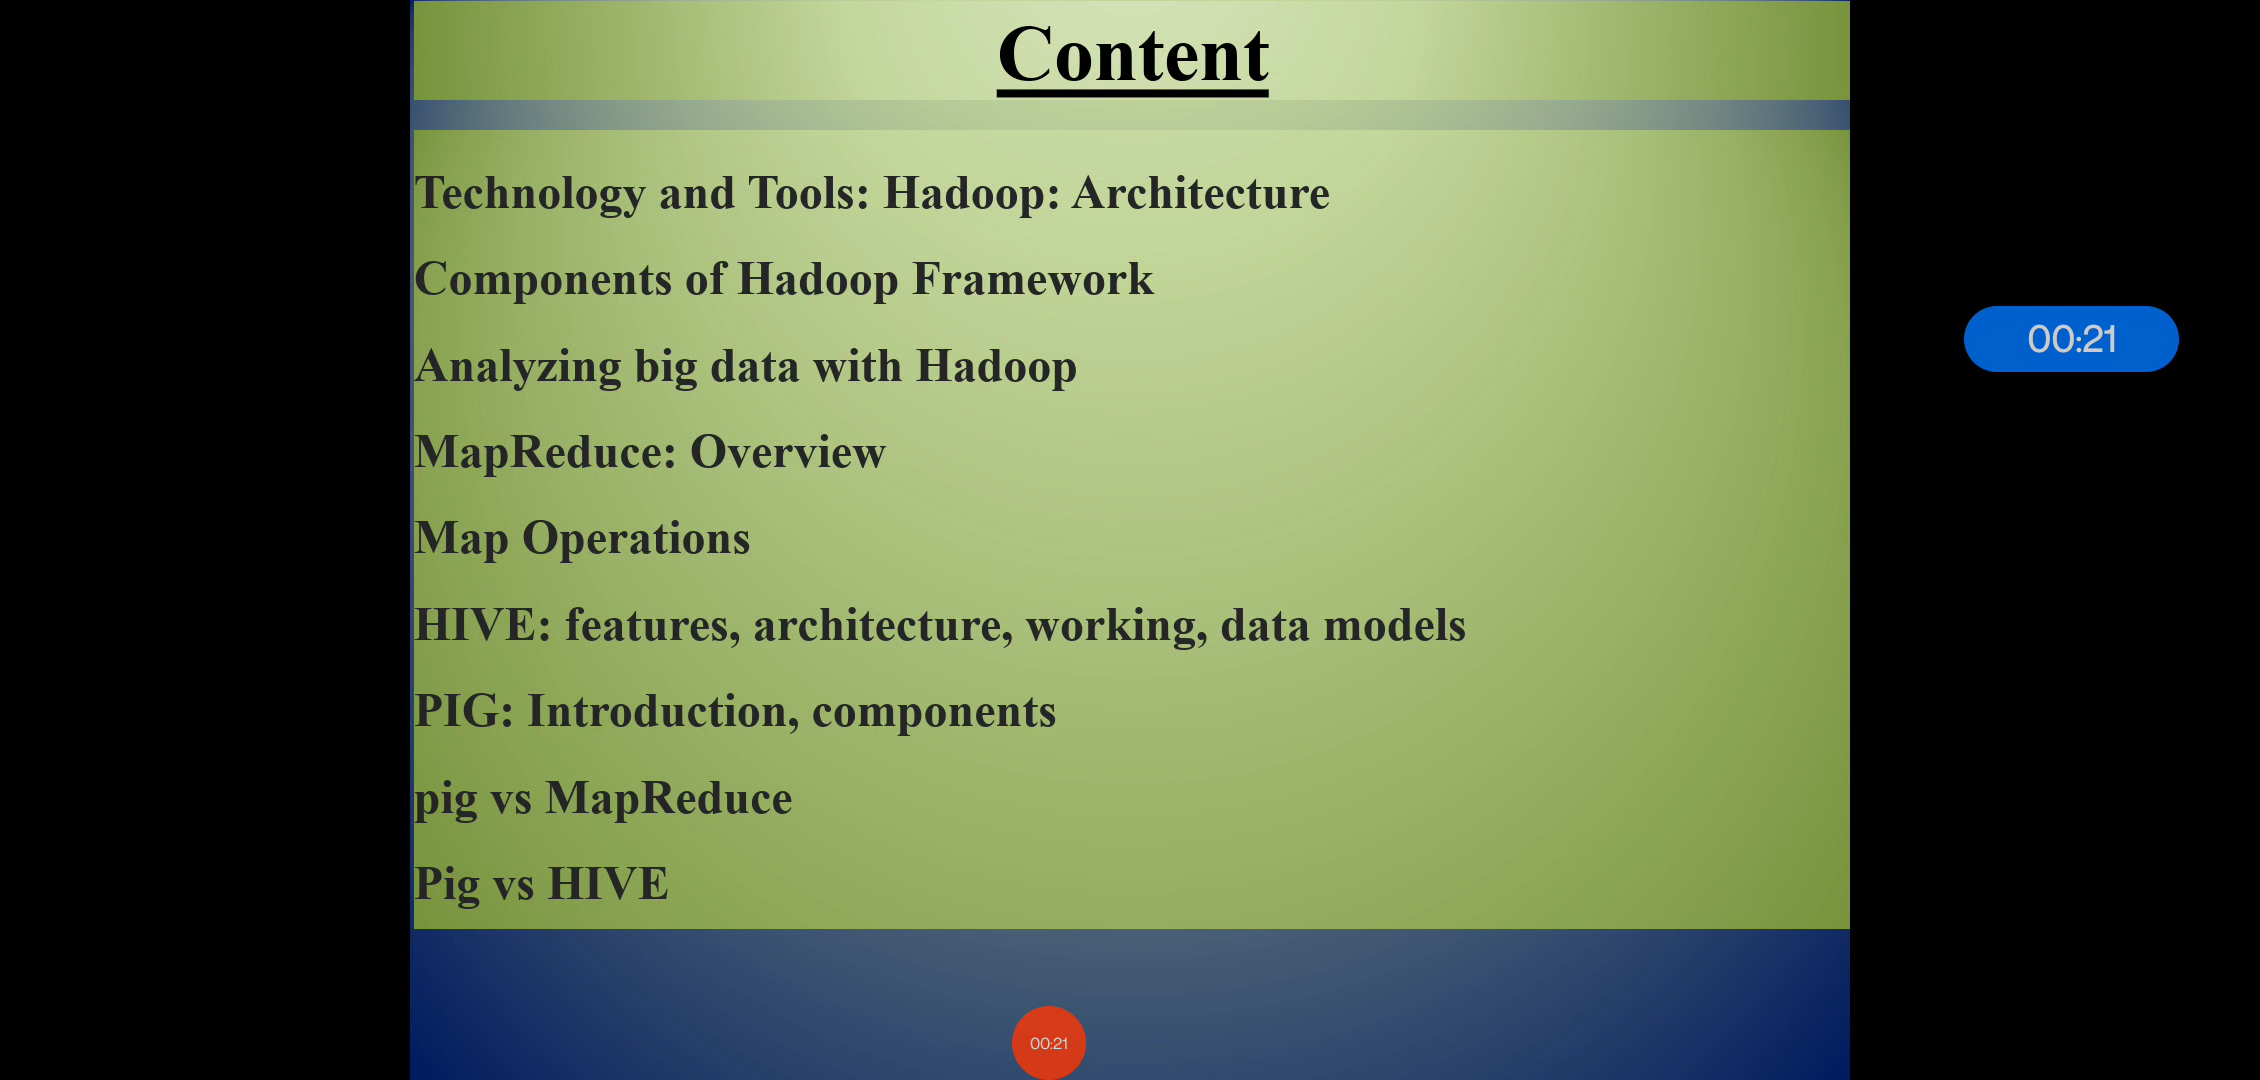 Content
Technology and Tools: Hadoop: Architecture
Components of Hadoop Framework
00:21
Analyzing big data with Hadoop
MapReduce: Overview
Map Operations
HIVE: features, architecture, working, data models
PIG: Introduction, components
pig vs MapReduce
Pig vs HIVE
00:21